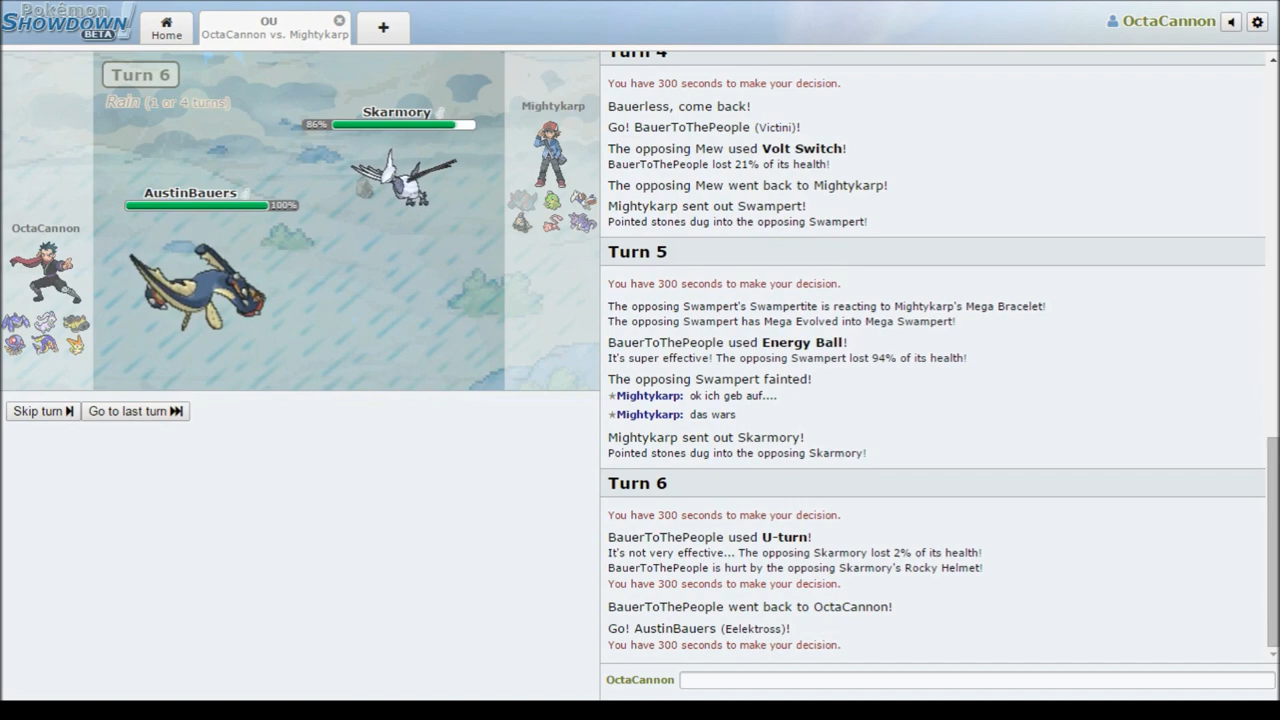 Pokémon
SHOWDOWN!
BETA
Home
OU
OctaCannon vs. Mightykarp
+
OctaCannon
Turn 6
Rain (1 or 4 turns)
Skarmory
86%
Mightykarp
AustinBauers
100%
OctaCannon
Skip turn
Go to last turn
Turn 4
You have 300 seconds to make your decision.
Bauerless, come back!
Go! BauerToThePeople (Victini)!
The opposing Mew used Volt Switch!
BauerToThePeople lost 21% of its health!
The opposing Mew went back to Mightykarp!
Mightykarp sent out Swampert!
Pointed stones dug into the opposing Swampert!
Turn 5
You have 300 seconds to make your decision.
The opposing Swampert's Swampertite is reacting to Mightykarp's Mega Bracelet!
The opposing Swampert has Mega Evolved into Mega Swampert!
BauerToThePeople used Energy Ball!
It's super effective! The opposing Swampert lost 94% of its health!
The opposing Swampert fainted!
★Mightykarp: ok ich geb auf....
★Mightykarp: das wars
Mightykarp sent out Skarmory!
Pointed stones dug into the opposing Skarmory!
Turn 6
You have 300 seconds to make your decision.
BauerToThePeople used U-turn!
It's not very effective... The opposing Skarmory lost 2% of its health!
BauerToThePeople is hurt by the opposing Skarmory's Rocky Helmet!
You have 300 seconds to make your decision.
BauerToThePeople went back to OctaCannon!
Go! AustinBauers (Eelektross)!
You have 300 seconds to make your decision.
OctaCannon